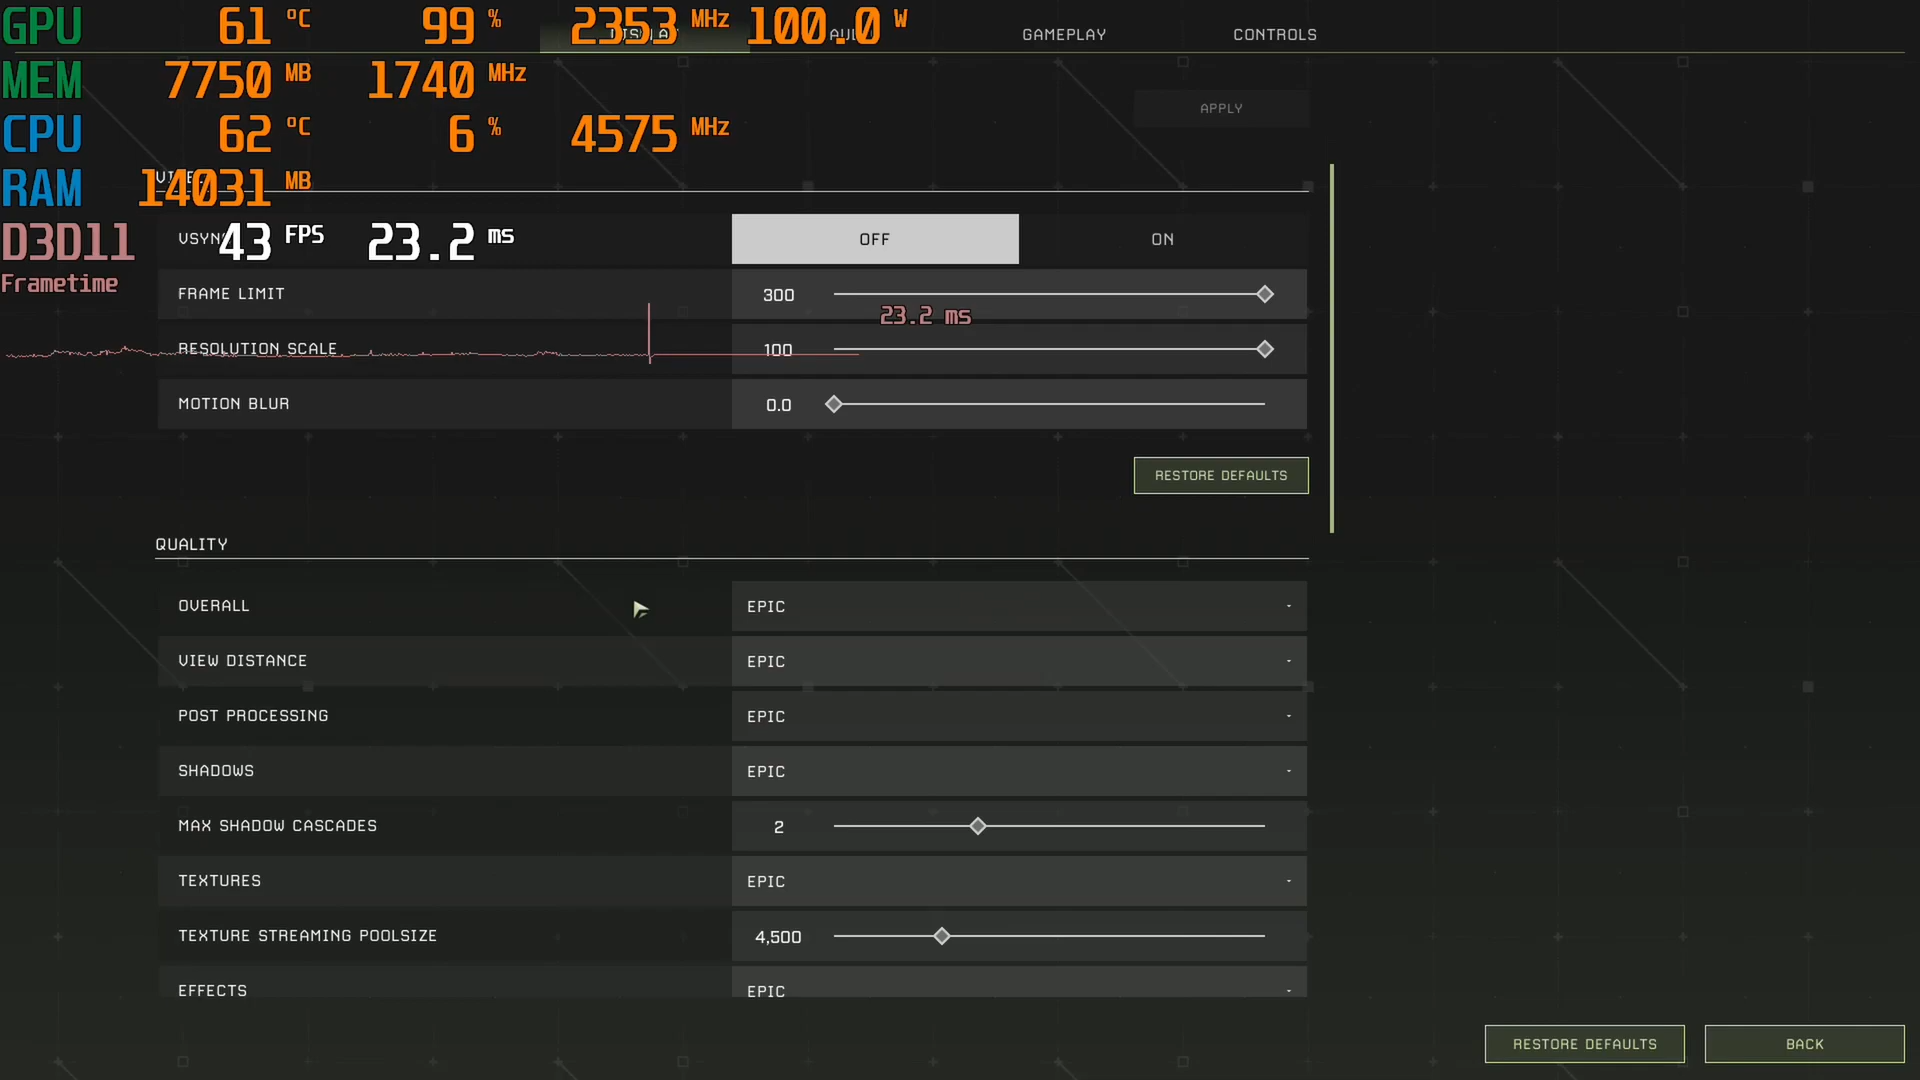 GPU 61 °C 99 % 2353 MHz 100.0 W
GAMEPLAY CONTROLS
MEM 7750 MB 1740 MHz
APPLY
CPU 62 °C 6 % 4575 MHz
RAM 14031 MB
D3D11 43 FPS 23.2 ms
OFF ON
Frametime
FRAME LIMIT 300
23.2 ms
RESOLUTION SCALE 100
MOTION BLUR 0.0
RESTORE DEFAULTS
QUALITY
OVERALL EPIC
VIEW DISTANCE EPIC
POST PROCESSING EPIC
SHADOWS EPIC
MAX SHADOW CASCADES 2
TEXTURES EPIC
TEXTURE STREAMING POOLSIZE 4,500
EFFECTS EPIC
RESTORE DEFAULTS BACK